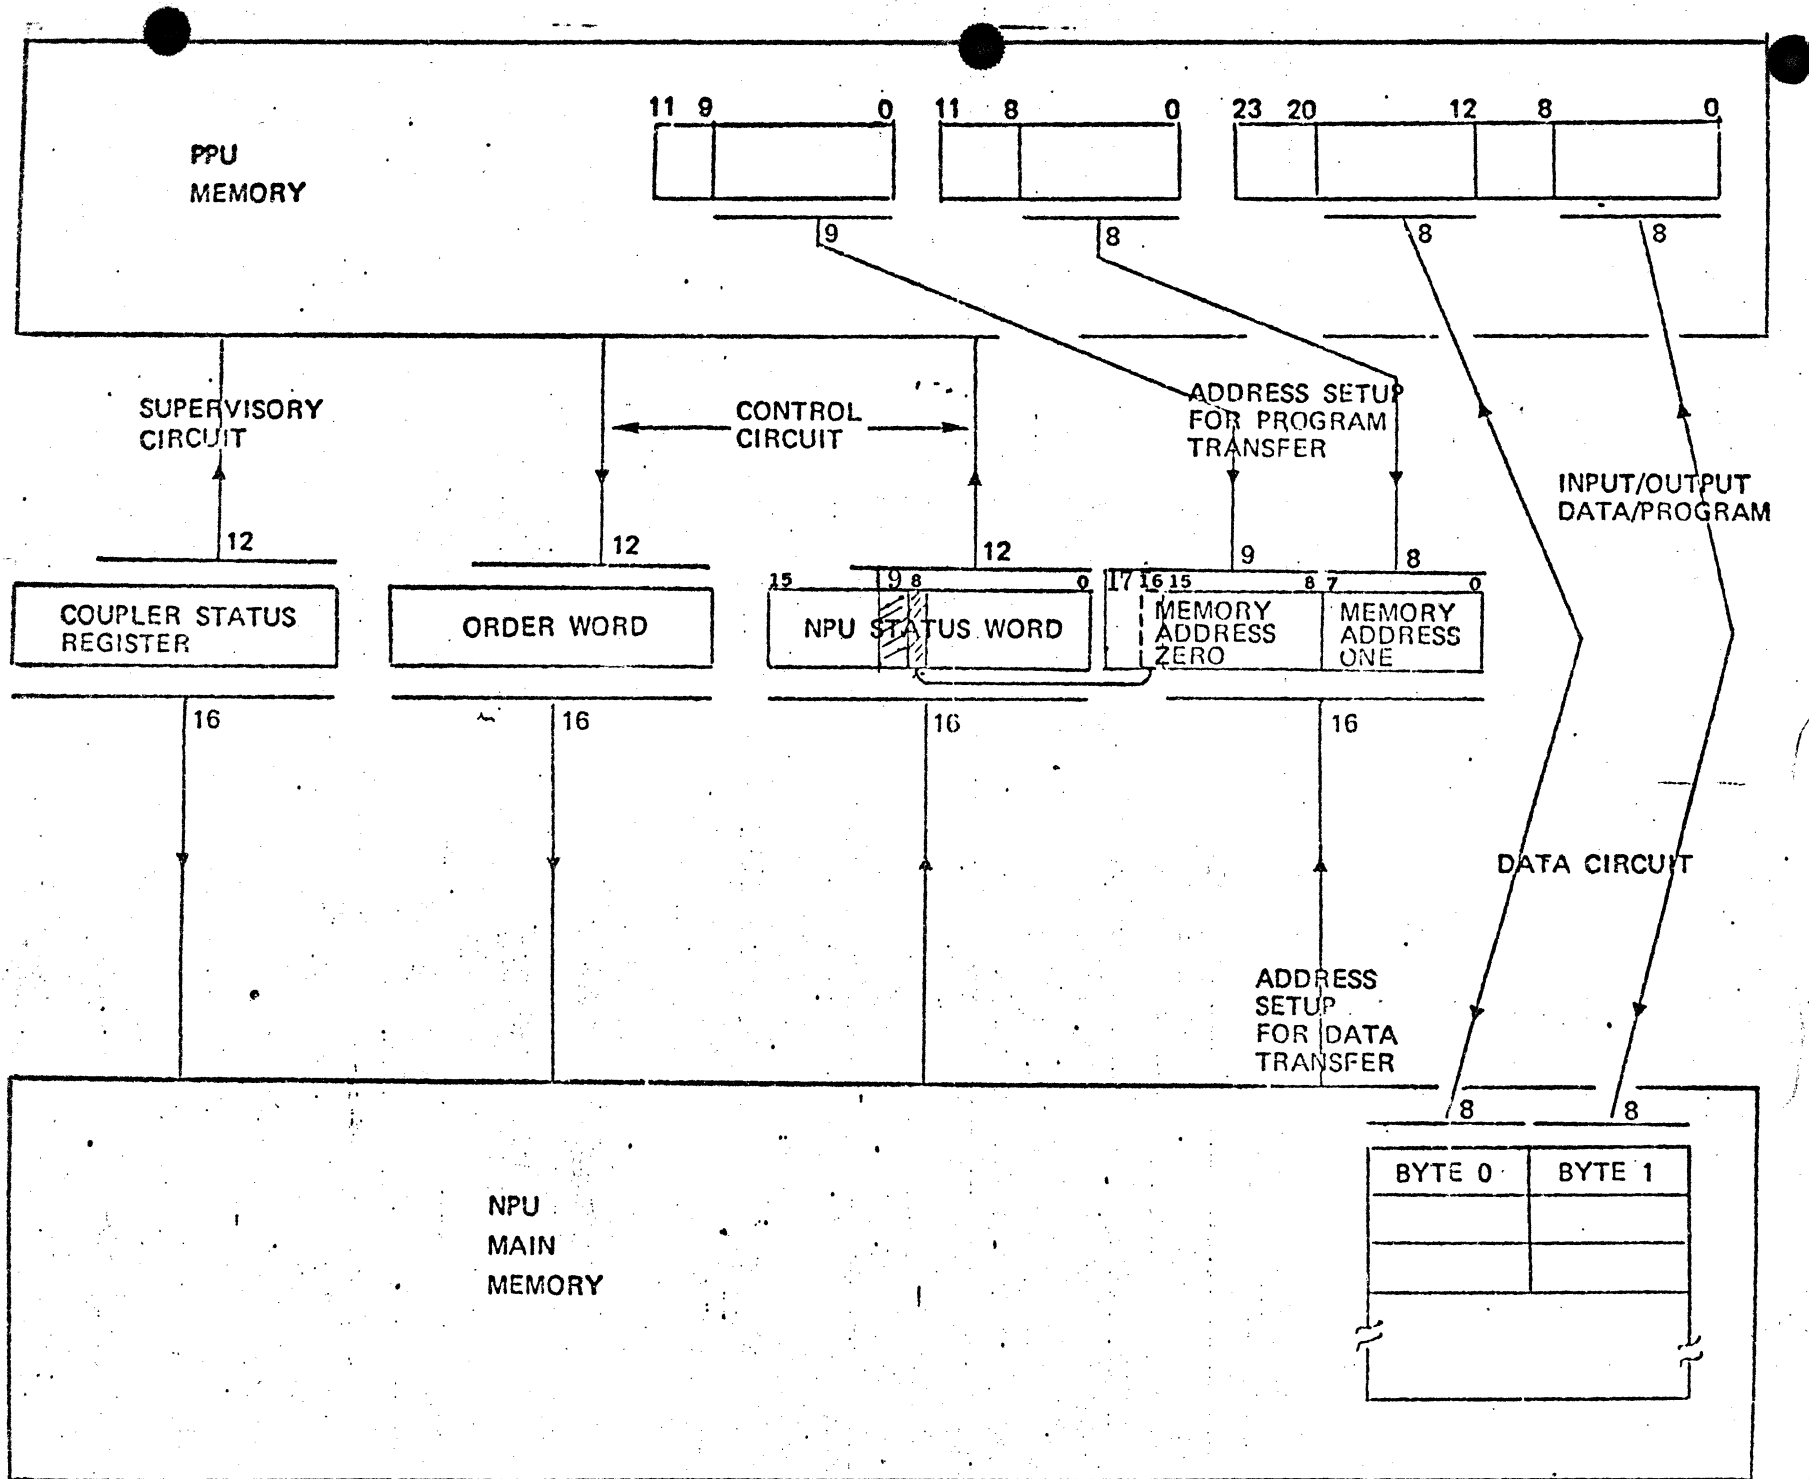 11 9 0 11 8 0 23 20 12 8 0
PPU
MEMORY
9 8 8 8
SUPERVISORY
CIRCUIT
CONTROL
CIRCUIT
ADDRESS SETUP
FOR PROGRAM
TRANSFER
INPUT/OUTPUT
DATA/PROGRAM
12 12 12 9 8
15 9 8 0 17 16 15 8 7 0
COUPLER STATUS
REGISTER
ORDER WORD
NPU STATUS WORD
MEMORY
ADDRESS
ZERO
MEMORY
ADDRESS
ONE
16 16 16 16
DATA CIRCUIT
ADDRESS
SETUP
FOR DATA
TRANSFER
8 8
BYTE 0 BYTE 1
NPU
MAIN
MEMORY